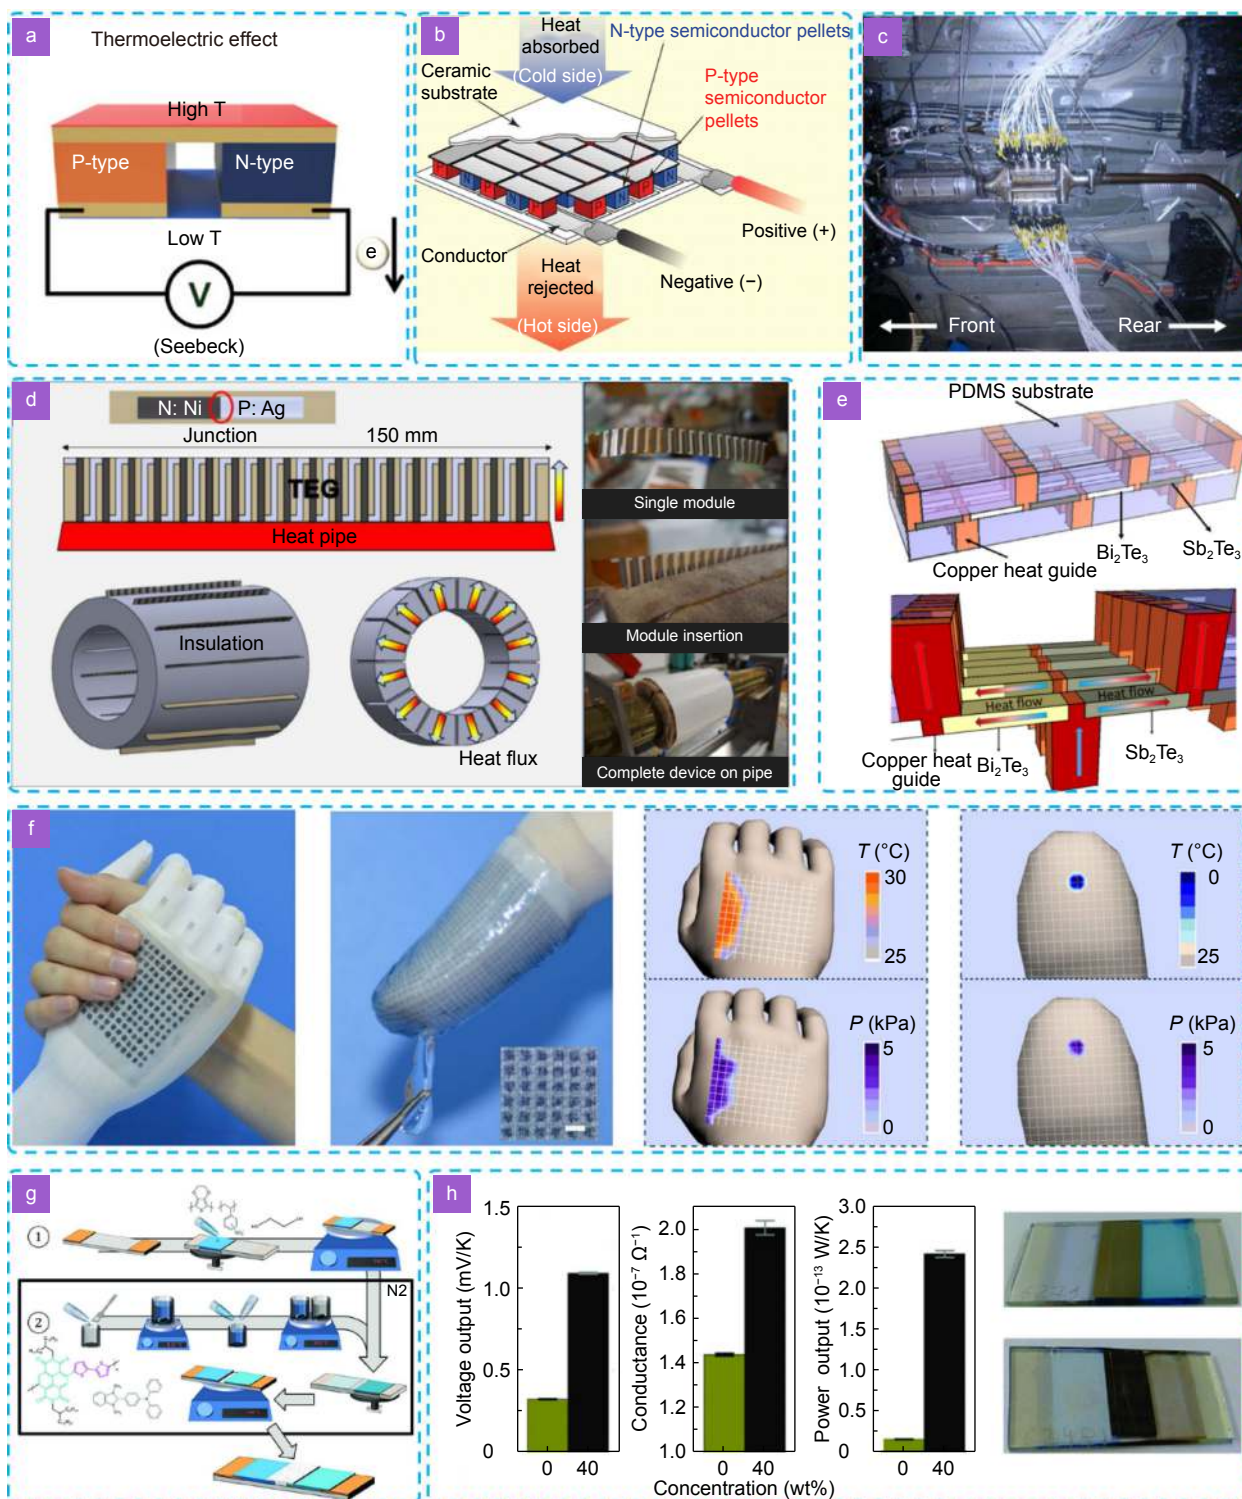 a
Thermoelectric effect
High T
P-type
N-type
Low T
e
V
(Seebeck)
b
Heat
absorbed
(Cold side)
N-type semiconductor pellets
Ceramic
substrate
P-type
semiconductor
pellets
Positive (+)
Conductor
Negative (−)
Heat
rejected
(Hot side)
c
Front
Rear
d
N: Ni
P: Ag
Junction
150 mm
TEG
Heat pipe
Insulation
Heat flux
Single module
Module insertion
Complete device on pipe
e
PDMS substrate
Bi₂Te₃
Sb₂Te₃
Copper heat guide
Heat flow
Heat flow
Copper heat
guide
Bi₂Te₃
Sb₂Te₃
f
T (°C)
30
25
P (kPa)
5
0
T (°C)
0
25
P (kPa)
5
0
g
1
N2
2
h
Voltage output (mV/K)
1.5
1.0
0.5
0
0
40
Conductance (10⁻⁷ Ω⁻¹)
2.0
1.8
1.6
1.4
1.2
1.0
0
40
Power output (10⁻¹³ W/K)
3.0
2.5
2.0
1.5
1.0
0.5
0
0
40
Concentration (wt%)